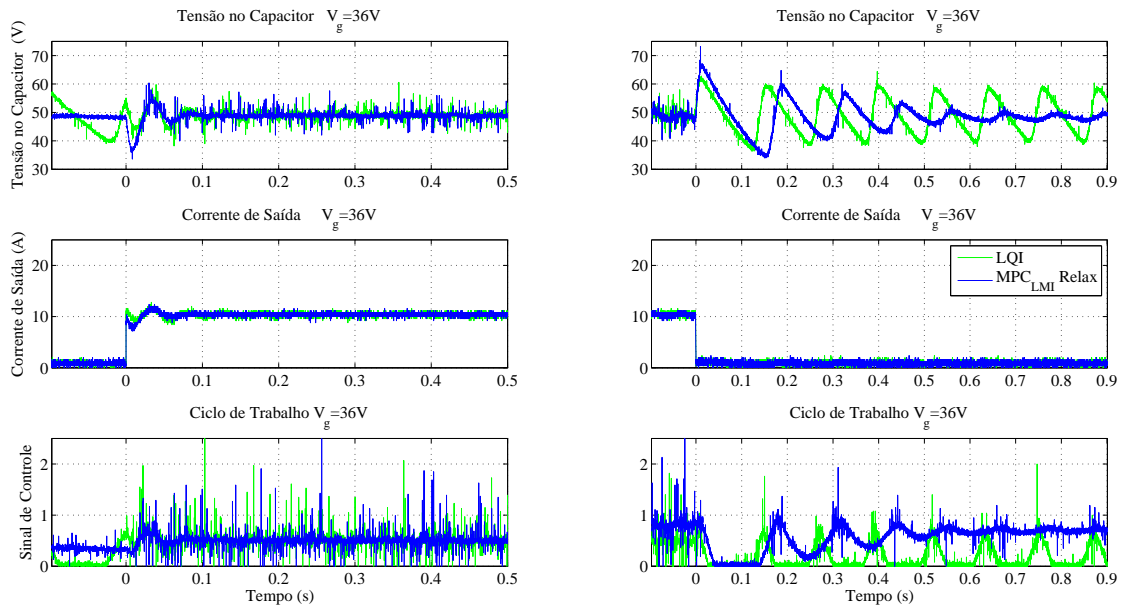 Tensão no Capacitor V_g=36V
Tensão no Capacitor (V)
70
60
50
40
30
0 0.1 0.2 0.3 0.4 0.5
Corrente de Saída V_g=36V
Corrente de Saída (A)
20
10
0
0 0.1 0.2 0.3 0.4 0.5
Ciclo de Trabalho V_g=36V
Sinal de Controle
2
1
0
0 0.1 0.2 0.3 0.4 0.5
Tempo (s)
Tensão no Capacitor V_g=36V
70
60
50
40
30
0 0.1 0.2 0.3 0.4 0.5 0.6 0.7 0.8 0.9
Corrente de Saída V_g=36V
LQI
MPC_LMI Relax
20
10
0
0 0.1 0.2 0.3 0.4 0.5 0.6 0.7 0.8 0.9
Ciclo de Trabalho V_g=36V
2
1
0
0 0.1 0.2 0.3 0.4 0.5 0.6 0.7 0.8 0.9
Tempo (s)